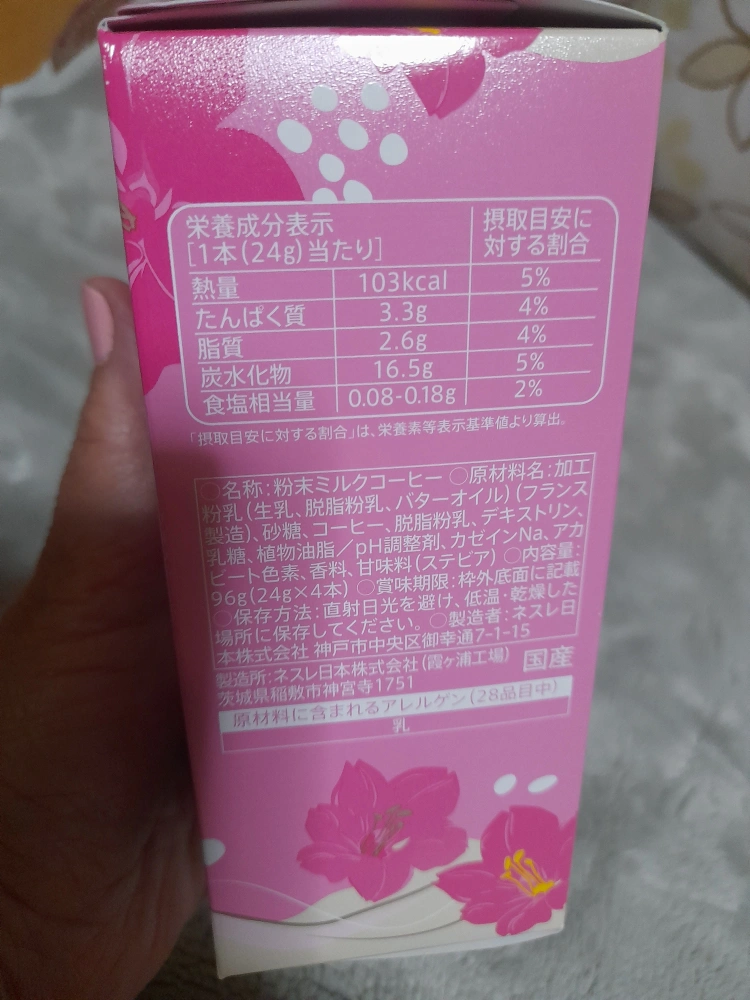 栄養成分表示
[1本(24g)当たり]
摂取目安に
対する割合
熱量 103kcal 5%
たんぱく質 3.3g 4%
脂質 2.6g 4%
炭水化物 16.5g 5%
食塩相当量 0.08-0.18g 2%
「摂取目安に対する割合」は、栄養素等表示基準値より算出。
○名称:粉末ミルクコーヒー ○原材料名:加工
粉乳(生乳、脱脂粉乳、バターオイル)(フランス
製造)、砂糖、コーヒー、脱脂粉乳、デキストリン、
乳糖、植物油脂/pH調整剤、カゼインNa、アカ
ビート色素、香料、甘味料(ステビア) ○内容量:
96g(24g×4本) ○賞味期限:枠外底面に記載
○保存方法:直射日光を避け、低温・乾燥した
場所に保存してください。 ○製造者:ネスレ日
本株式会社 神戸市中央区御幸通7-1-15
製造所:ネスレ日本株式会社(霞ヶ浦工場) 国産
茨城県稲敷市神宮寺1751
原材料に含まれるアレルゲン(28品目中)
乳